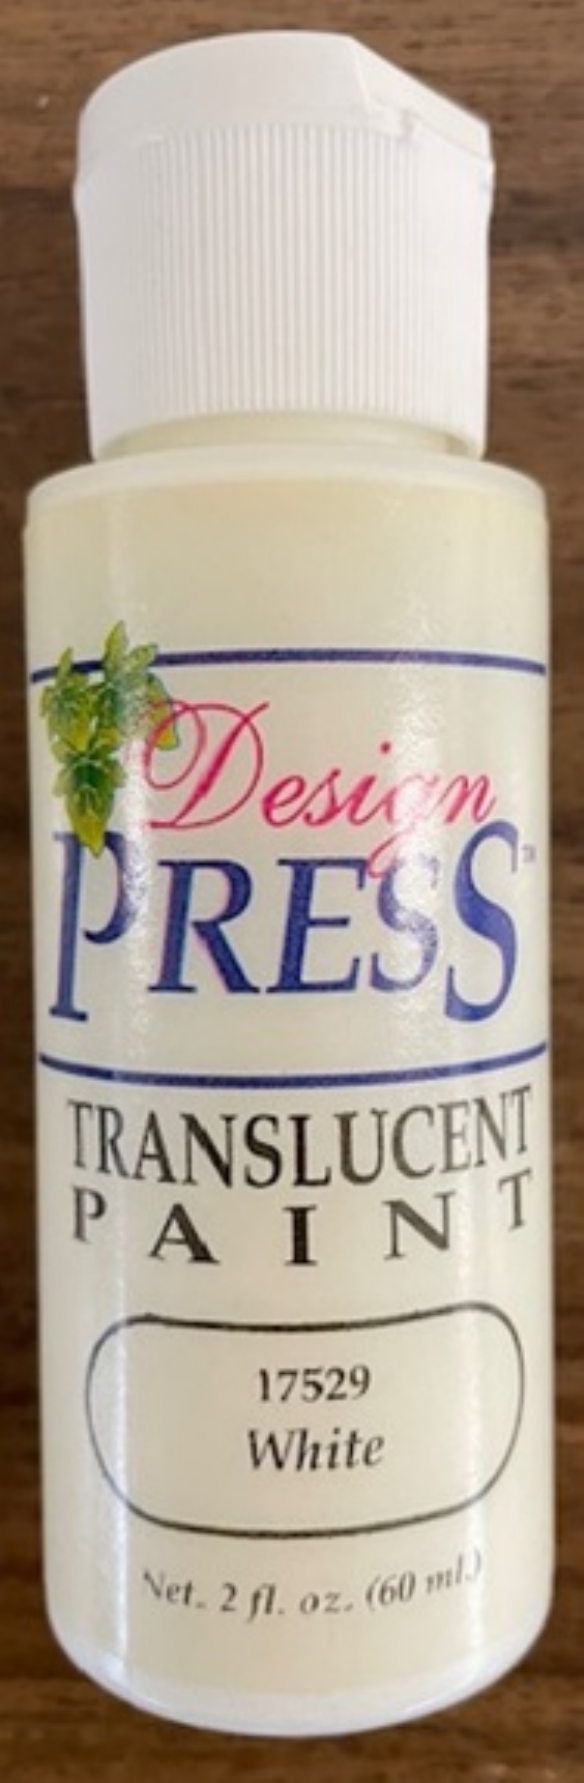 Design
PRESS™
TRANSLUCENT
PAINT
17529
White
Net. 2 fl. oz. (60 ml.)